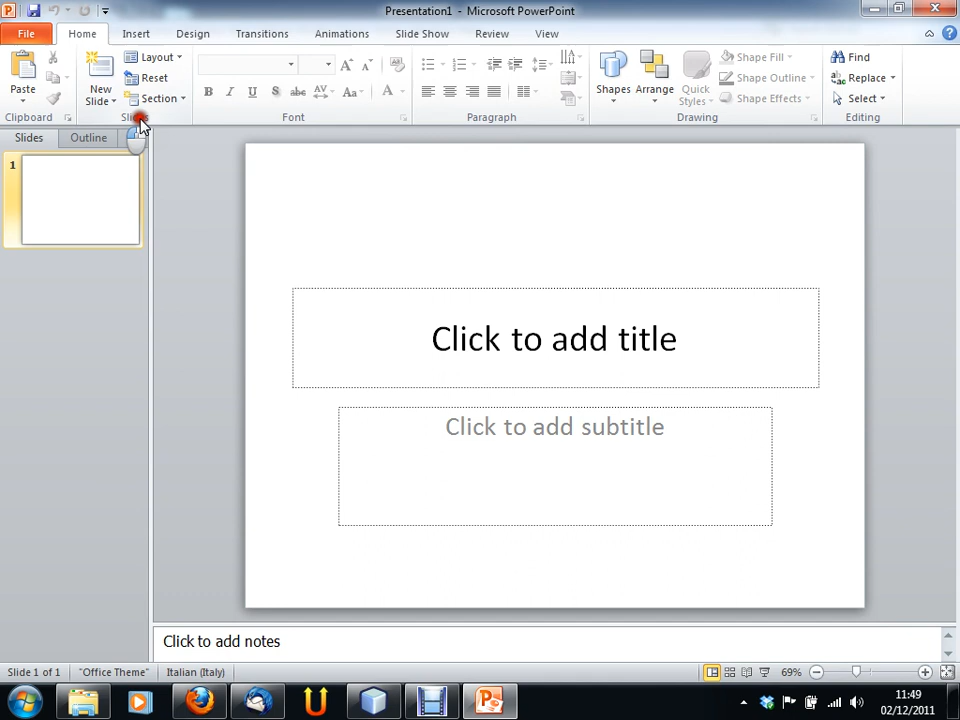 Presentation1 - Microsoft PowerPoint
File Home Insert Design Transitions Animations Slide Show Review View
Paste
New Slide
Layout
Reset
Section
Shapes
Arrange
Quick Styles
Shape Fill
Shape Outline
Shape Effects
Find
Replace
Select
Clipboard Font Paragraph Drawing Editing
Slides Outline
1
Click to add title
Click to add subtitle
Click to add notes
Slide 1 of 1 "Office Theme" Italian (Italy) 69%
11:49
02/12/2011